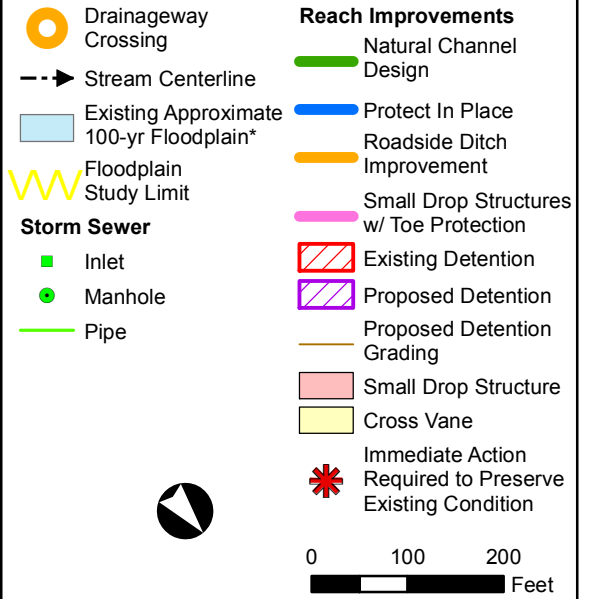 Drainageway
Crossing
Stream Centerline
Existing Approximate
100-yr Floodplain*
Floodplain
Study Limit
Storm Sewer
Inlet
Manhole
Pipe
Reach Improvements
Natural Channel
Design
Protect In Place
Roadside Ditch
Improvement
Small Drop Structures
w/ Toe Protection
Existing Detention
Proposed Detention
Proposed Detention
Grading
Small Drop Structure
Cross Vane
Immediate Action
Required to Preserve
Existing Condition
0 100 200
Feet